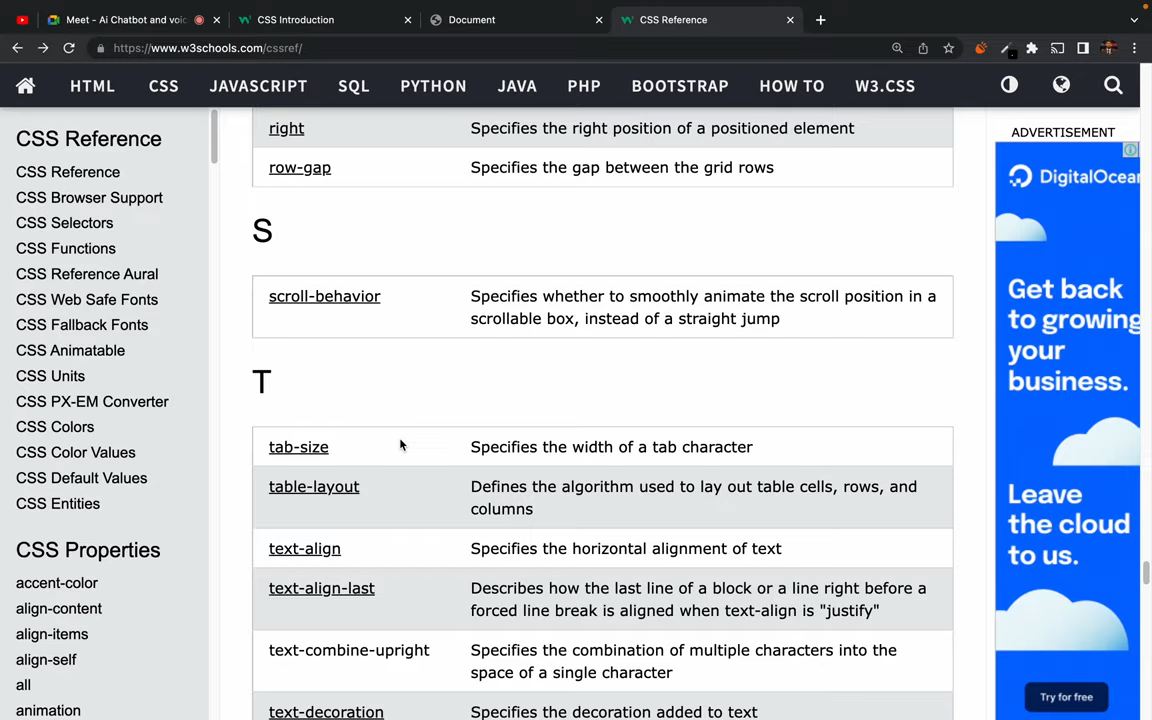 Meet - Ai Chatbot and voic
CSS Introduction
Document
CSS Reference
https://www.w3schools.com/cssref/
HTML CSS JAVASCRIPT SQL PYTHON JAVA PHP BOOTSTRAP HOW TO W3.CSS
CSS Reference
CSS Reference
CSS Browser Support
CSS Selectors
CSS Functions
CSS Reference Aural
CSS Web Safe Fonts
CSS Fallback Fonts
CSS Animatable
CSS Units
CSS PX-EM Converter
CSS Colors
CSS Color Values
CSS Default Values
CSS Entities
CSS Properties
accent-color
align-content
align-items
align-self
all
animation
right Specifies the right position of a positioned element
row-gap Specifies the gap between the grid rows
S
scroll-behavior Specifies whether to smoothly animate the scroll position in a
scrollable box, instead of a straight jump
T
tab-size Specifies the width of a tab character
table-layout Defines the algorithm used to lay out table cells, rows, and
columns
text-align Specifies the horizontal alignment of text
text-align-last Describes how the last line of a block or a line right before a
forced line break is aligned when text-align is "justify"
text-combine-upright Specifies the combination of multiple characters into the
space of a single character
text-decoration Specifies the decoration added to text
ADVERTISEMENT
DigitalOcean
Get back
to growing
your
business.
Leave
the cloud
to us.
Try for free